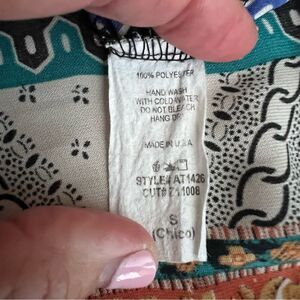 100% POLYESTER
HAND WASH
WITH COLD WATER
DO NOT BLEACH
HANG DRY
MADE IN U.S.A
STYLE# AT1426
CUT# Z11008
S
(Chico)